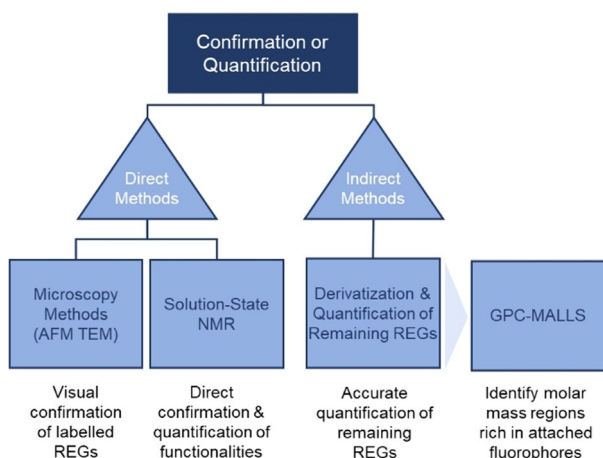 Confirmation or
Quantification
Direct
Methods
Indirect
Methods
Microscopy
Methods
(AFM TEM)
Solution-State
NMR
Derivatization &
Quantification of
Remaining REGs
GPC-MALLS
Visual
confirmation
of labelled
REGs
Direct
confirmation &
quantification of
functionalities
Accurate
quantification of
remaining
REGs
Identify molar
mass regions
rich in attached
fluorophores